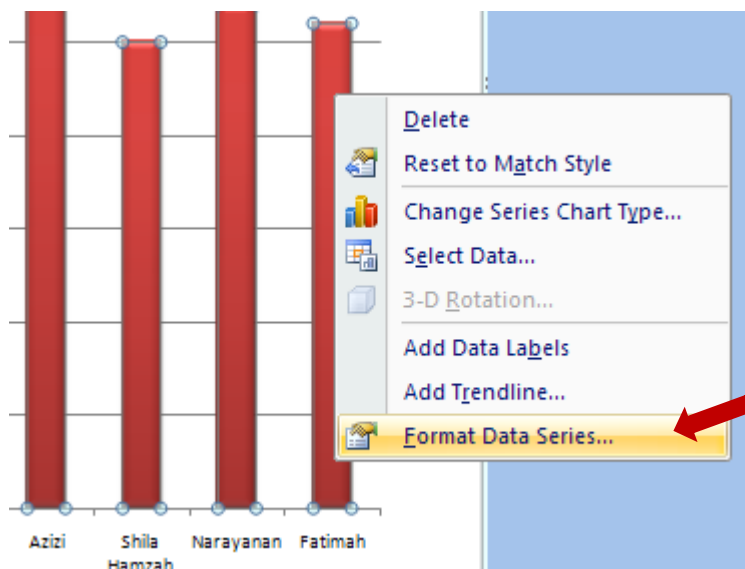 Delete
Reset to Match Style
Change Series Chart Type...
Select Data...
3-D Rotation...
Add Data Labels
Add Trendline...
Format Data Series...
Azizi Shila Narayanan Fatimah
Hamzah